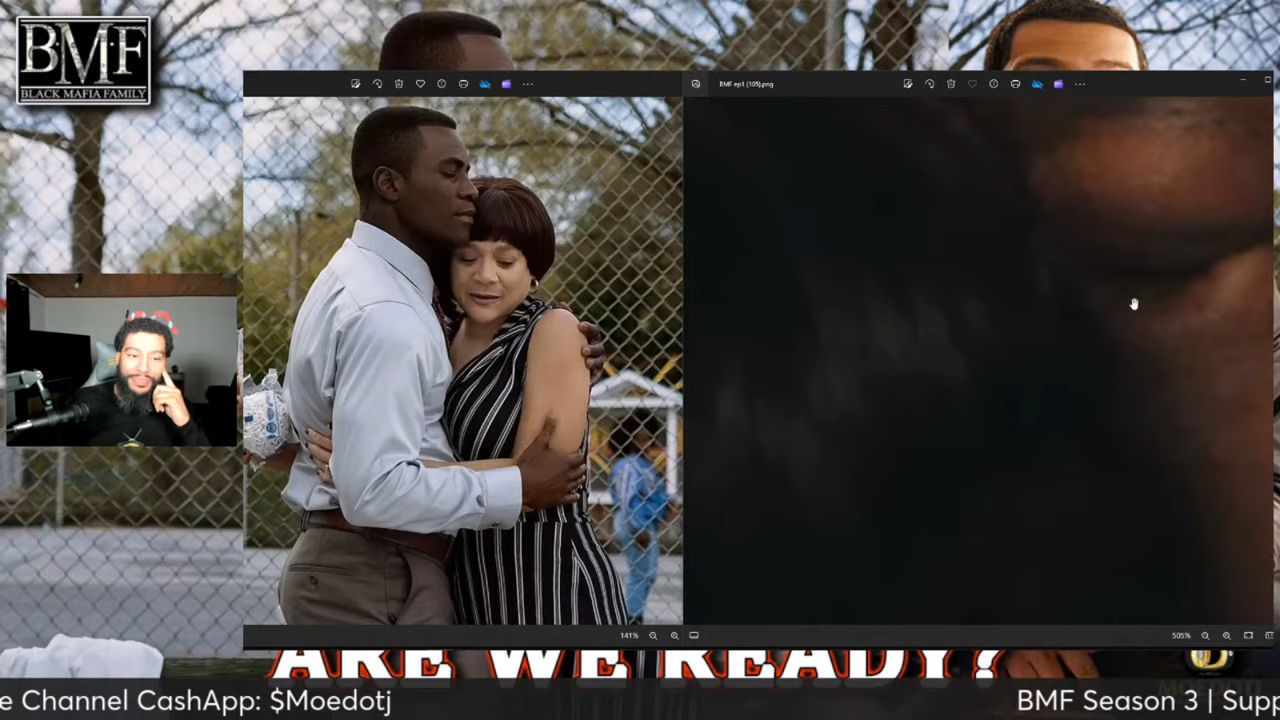 BMF
BLACK MAFIA FAMILY
BMF ep1 (105).png
141%
505%
ARE WE READY?
e Channel CashApp: $Moedotj
BMF Season 3 | Supp